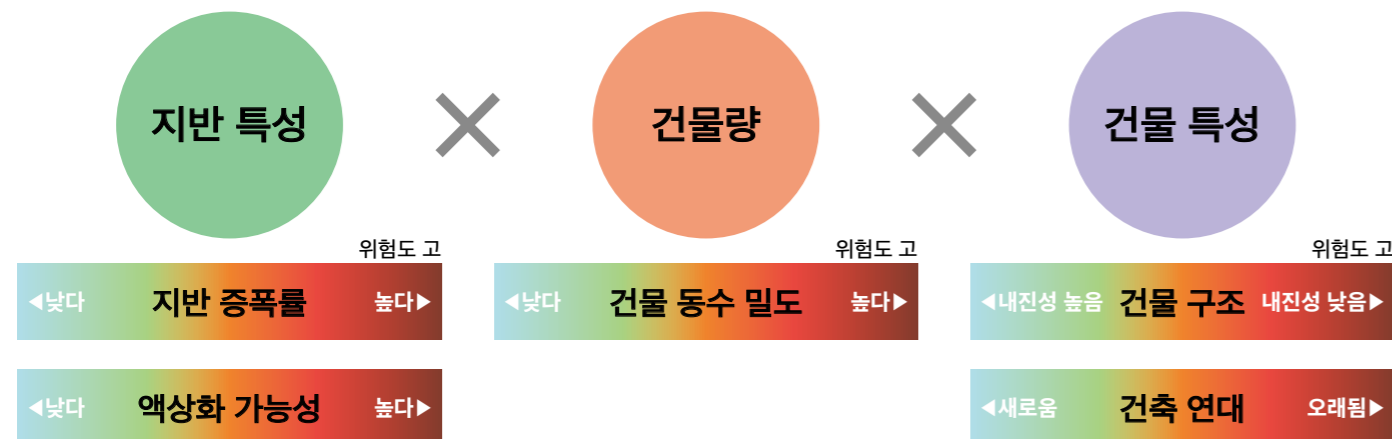 지반 특성
건물량
건물 특성
위험도 고
◀낮다 지반 증폭률 높다▶
◀낮다 액상화 가능성 높다▶
위험도 고
◀낮다 건물 동수 밀도 높다▶
위험도 고
◀내진성 높음 건물 구조 내진성 낮음▶
◀새로움 건축 연대 오래됨▶